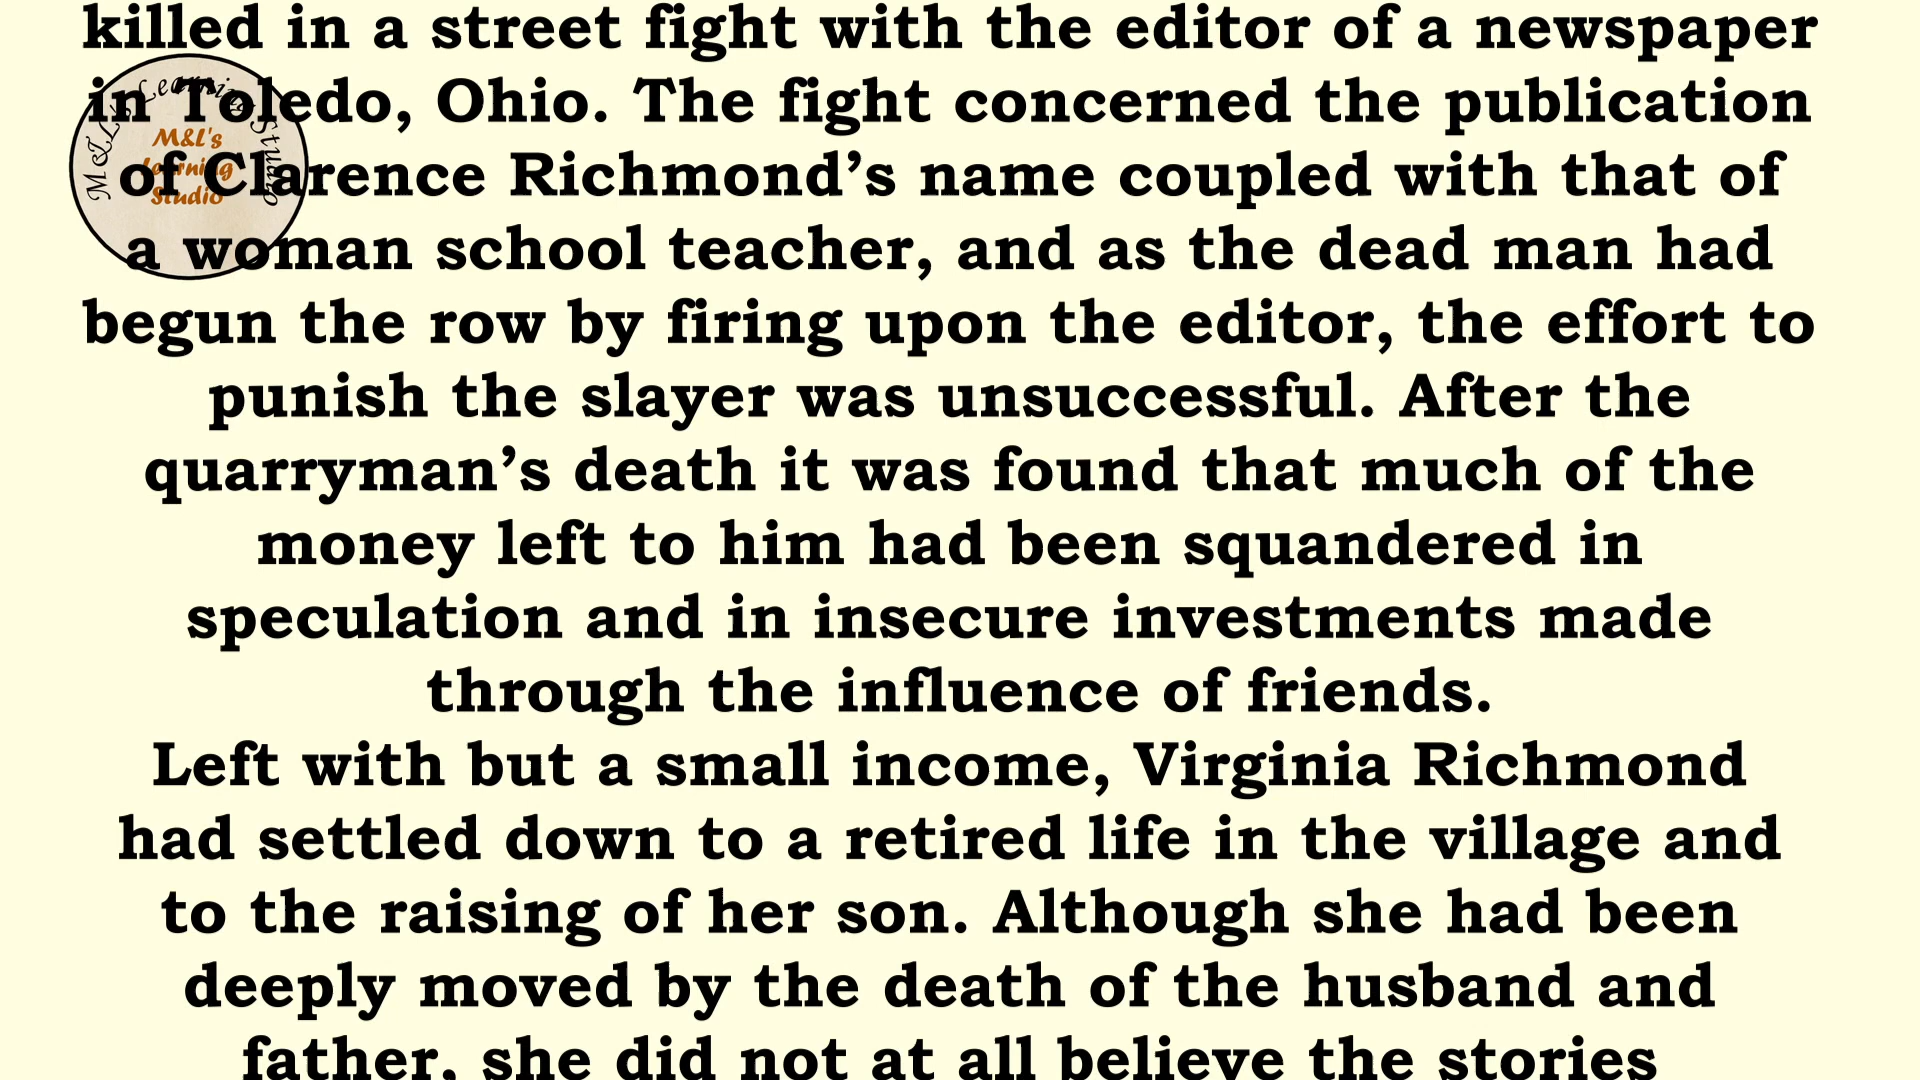 killed in a street fight with the editor of a newspaper
in Toledo, Ohio. The fight concerned the publication
of Clarence Richmond’s name coupled with that of
a woman school teacher, and as the dead man had
begun the row by firing upon the editor, the effort to
punish the slayer was unsuccessful. After the
quarryman’s death it was found that much of the
money left to him had been squandered in
speculation and in insecure investments made
through the influence of friends.
Left with but a small income, Virginia Richmond
had settled down to a retired life in the village and
to the raising of her son. Although she had been
deeply moved by the death of the husband and
father, she did not at all believe the stories
M&L's Learning Studio
M&L's
Learning
Studio